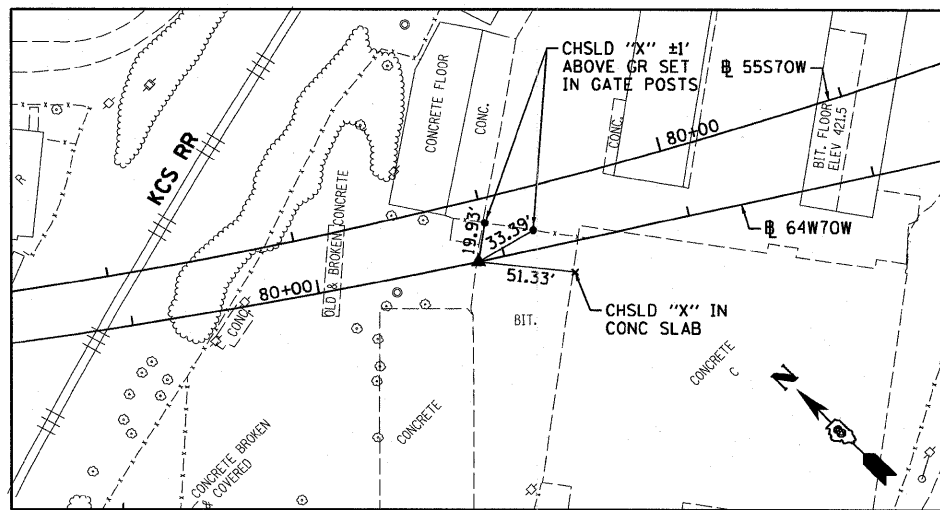 CHSLD "X" ±1'
ABOVE GR SET
IN GATE POSTS
℄ 55S70W
80+00
BIT. FLOOR
ELEV 421.5
CONC.
CONCRETE FLOOR
CONC.
KCS RR
R
OLD & BROKEN CONCRETE
19.93'
33.39'
51.33'
℄ 64W70W
80+00
CONC.
BIT.
CHSLD "X" IN
CONC SLAB
CONCRETE
C
N
CONCRETE
CONCRETE BROKEN
& COVERED